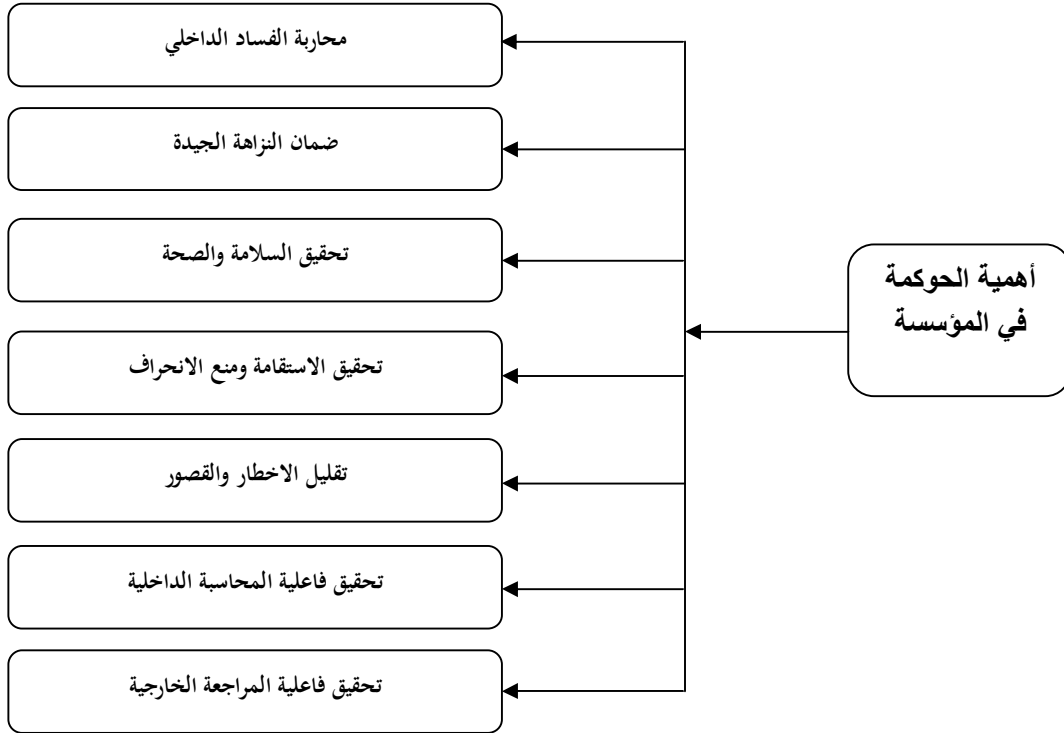 أهمية الحوكمة
في المؤسسة
محاربة الفساد الداخلي
ضمان النزاهة الجيدة
تحقيق السلامة والصحة
تحقيق الاستقامة ومنع الانحراف
تقليل الاخطار والقصور
تحقيق فاعلية المحاسبة الداخلية
تحقيق فاعلية المراجعة الخارجية